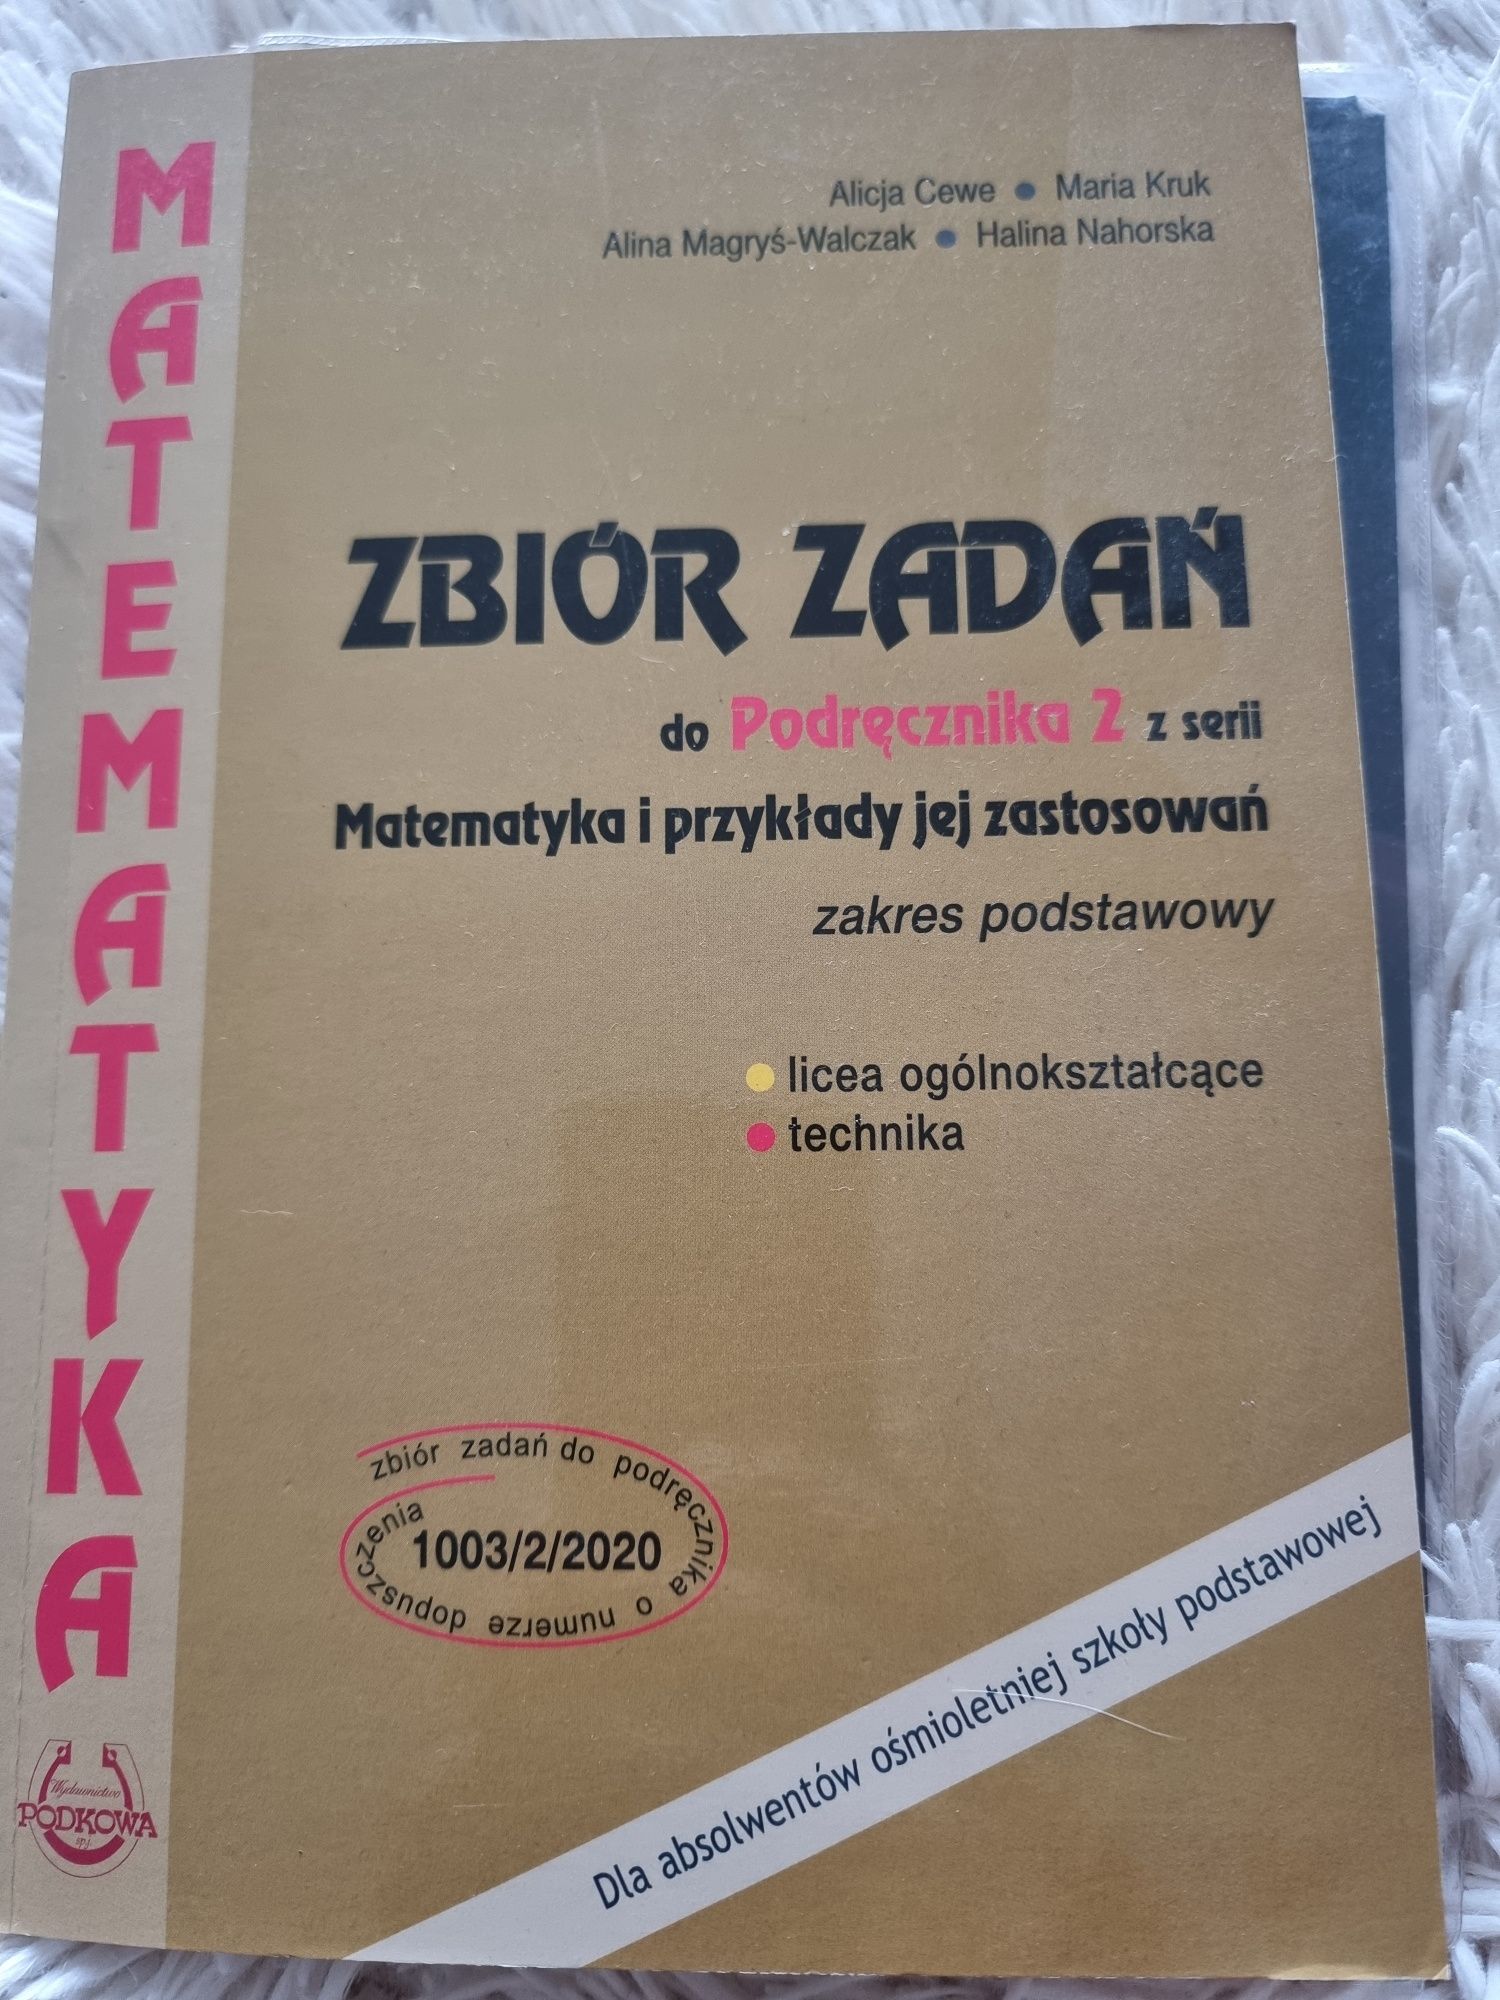 MATEMATYKA
Alicja Cewe • Maria Kruk
Alina Magryś-Walczak • Halina Nahorska
ZBIÓR ZADAŃ
do Podręcznika 2 z serii
Matematyka i przykłady jej zastosowań
zakres podstawowy
• licea ogólnokształcące
• technika
zbiór zadań do podręcznika o numerze dopuszczenia
1003/2/2020
Dla absolwentów ośmioletniej szkoły podstawowej
Wydawnictwo
PODKOWA
sp.j.